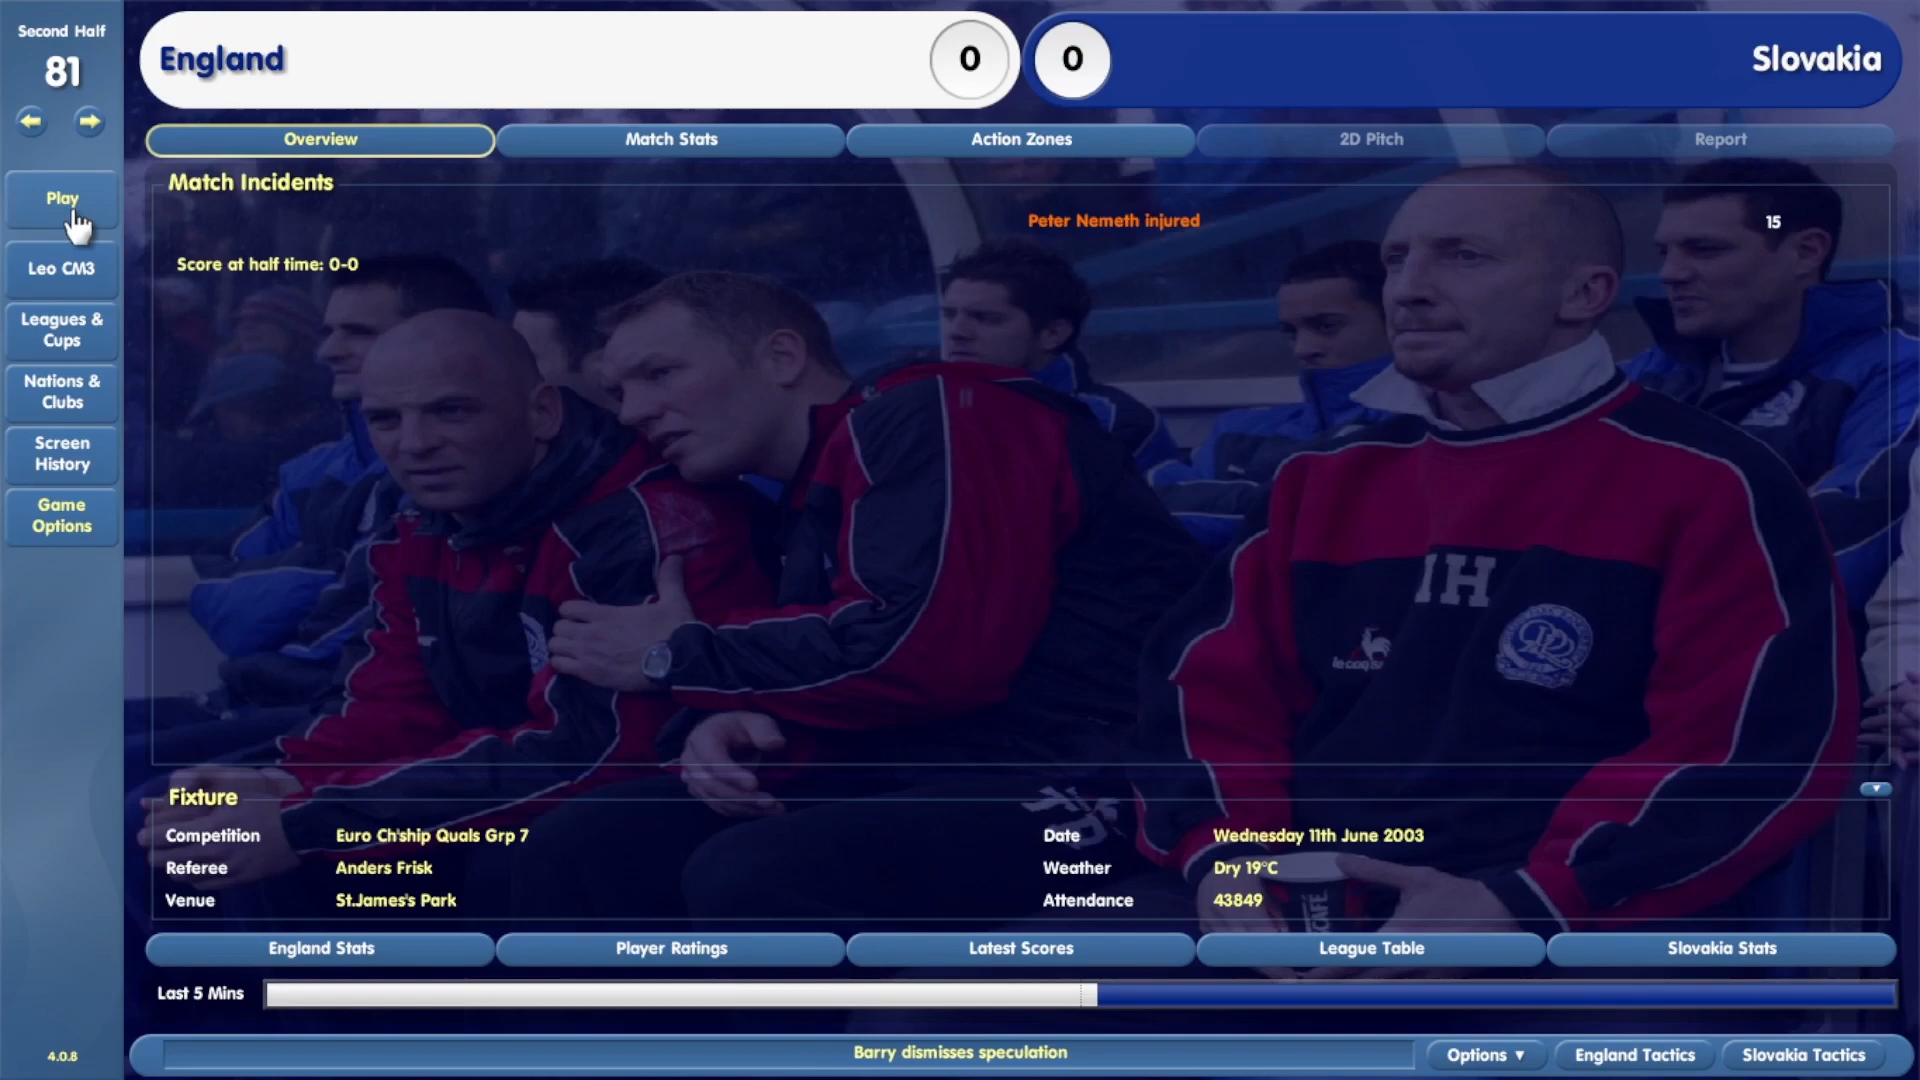 Second Half
81
England
0
0
Slovakia
Overview
Match Stats
Action Zones
2D Pitch
Report
Play
Leo CM3
Leagues &
Cups
Nations &
Clubs
Screen
History
Game
Options
Match Incidents
Peter Nemeth injured
15
Score at half time: 0-0
IH
le coq
Fixture
Competition
Euro Ch'ship Quals Grp 7
Date
Wednesday 11th June 2003
Referee
Anders Frisk
Weather
Dry 19°C
Venue
St.James's Park
Attendance
43849
CAFE
England Stats
Player Ratings
Latest Scores
League Table
Slovakia Stats
Last 5 Mins
4.0.8
Barry dismisses speculation
Options ▼
England Tactics
Slovakia Tactics